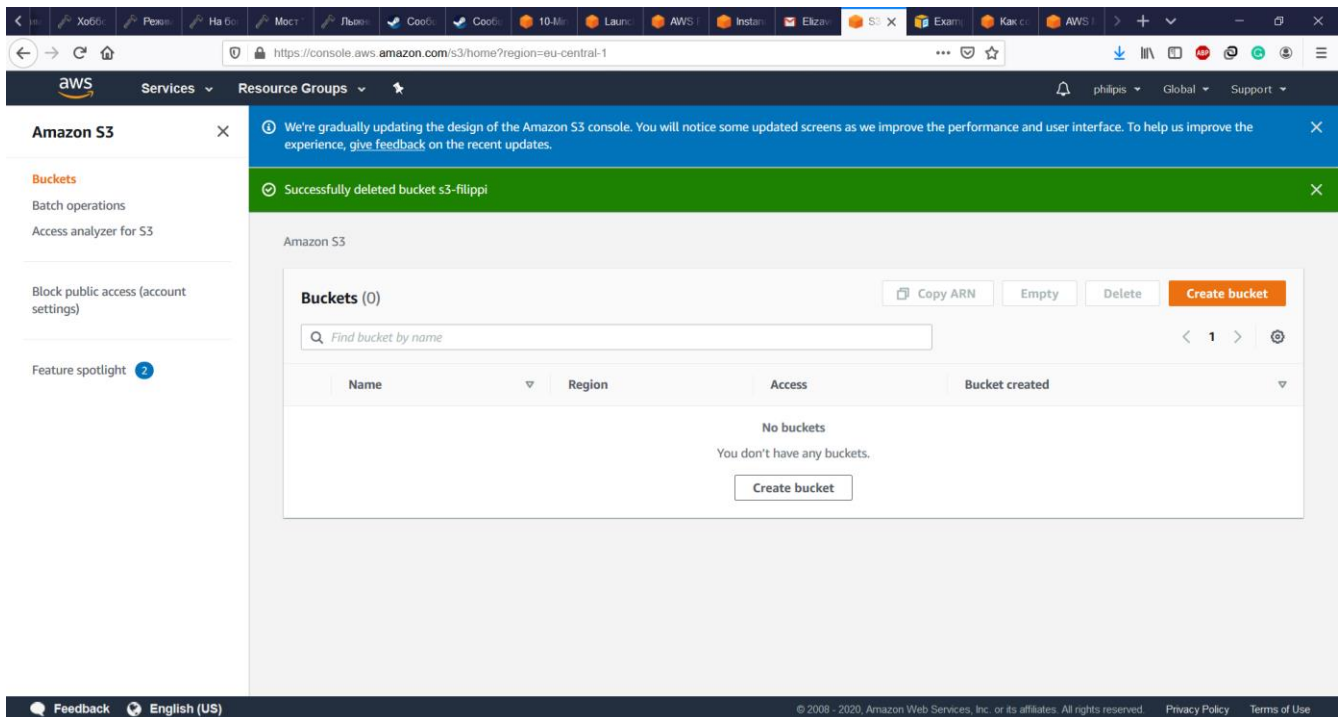 Хоббс
На бо
Мост
Сооб
Сооб
10-Min
Launc
AWS
Instan
Elizav
S3
Examp
Как со
AWS
https://console.aws.amazon.com/s3/home?region=eu-central-1
ABP
aws
Services
Resource Groups
philipis
Global
Support
Amazon S3
We're gradually updating the design of the Amazon S3 console. You will notice some updated screens as we improve the performance and user interface. To help us improve the
experience, give feedback on the recent updates.
Buckets
Batch operations
Access analyzer for S3
Block public access (account
settings)
Feature spotlight 2
Successfully deleted bucket s3-filippi
Amazon S3
Buckets (0)
Copy ARN
Empty
Delete
Create bucket
Find bucket by name
1
Name
Region
Access
Bucket created
No buckets
You don't have any buckets.
Create bucket
Feedback
English (US)
© 2008 - 2020, Amazon Web Services, Inc. or its affiliates. All rights reserved.
Privacy Policy
Terms of Use